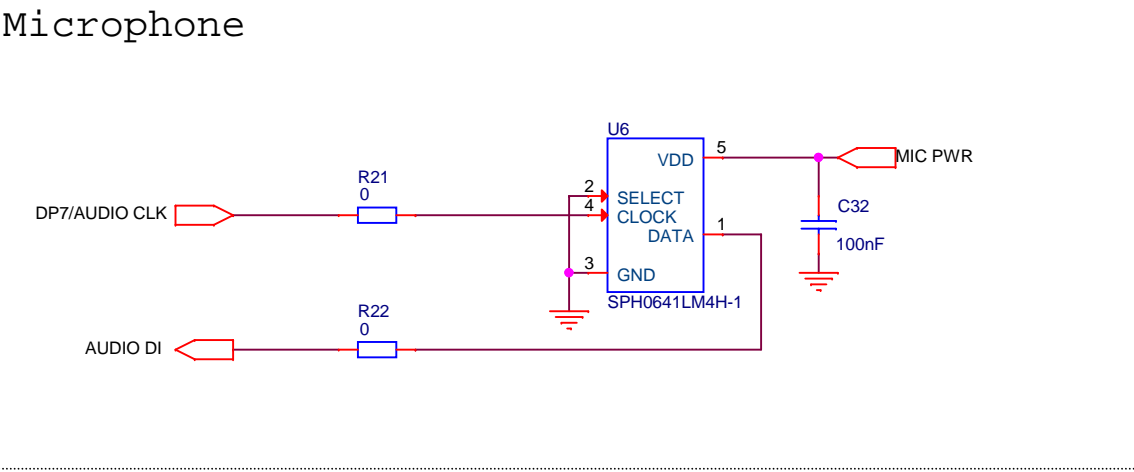 Microphone
U6
VDD
5
MIC PWR
R21
0
2
SELECT
DP7/AUDIO CLK
4
CLOCK
DATA
1
C32
100nF
3
GND
SPH0641LM4H-1
R22
0
AUDIO DI